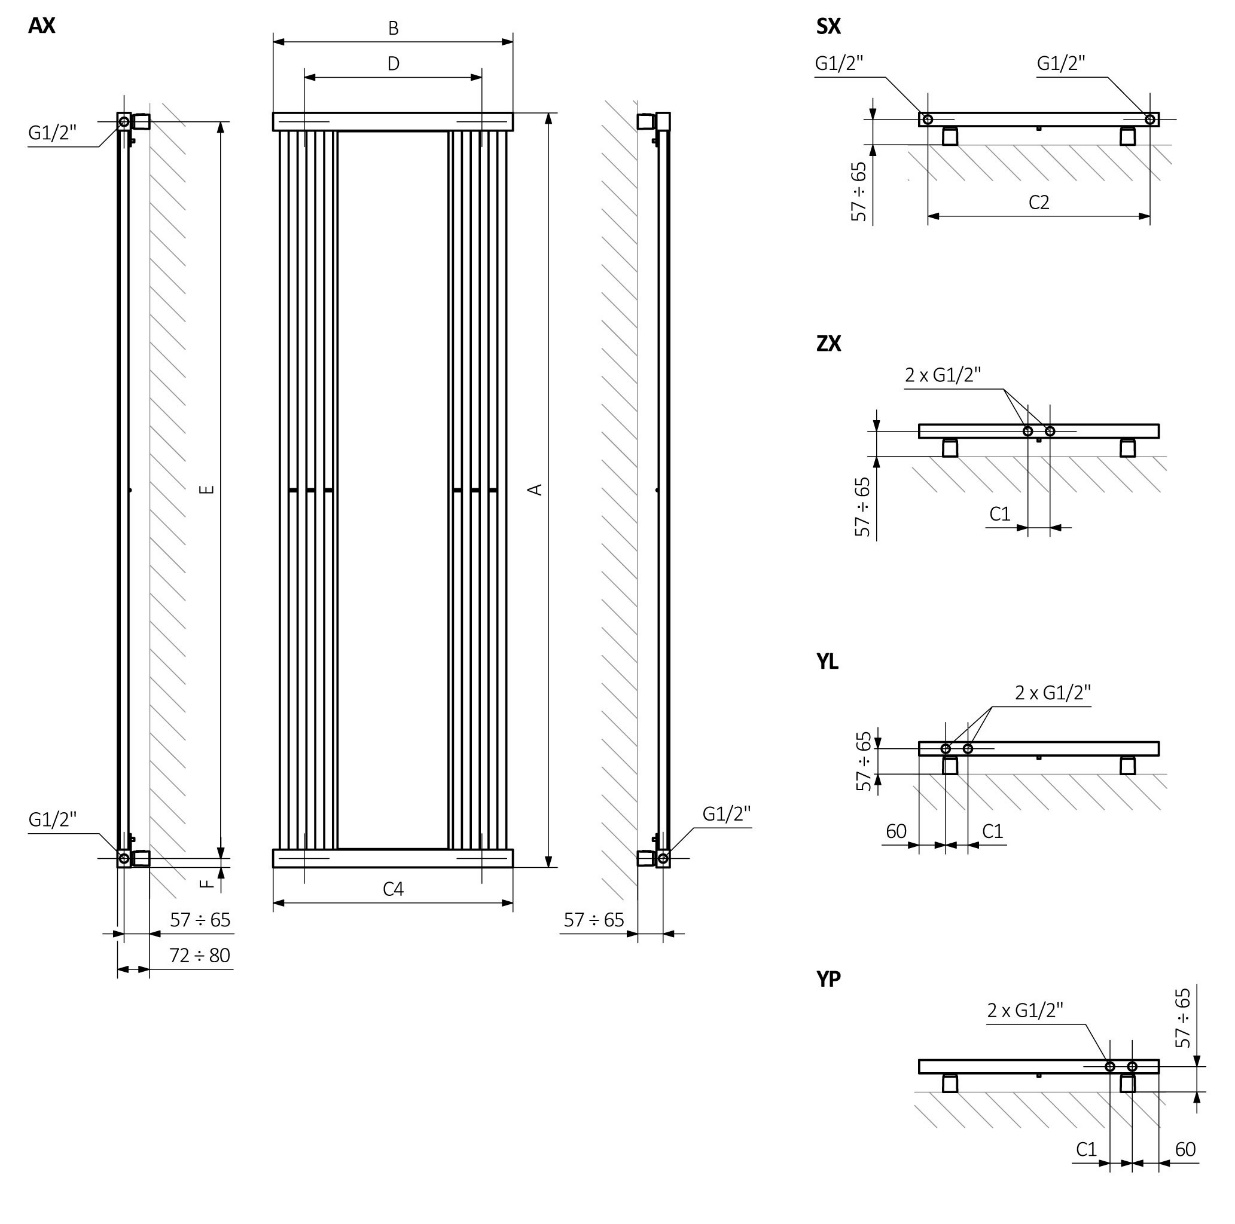 AX
B
D
G1/2"
E
A
G1/2"
G1/2"
F
C4
57 ÷ 65
57 ÷ 65
72 ÷ 80
SX
G1/2"
G1/2"
57 ÷ 65
C2
ZX
2 x G1/2"
57 ÷ 65
C1
YL
2 x G1/2"
57 ÷ 65
60
C1
YP
2 x G1/2"
57 ÷ 65
C1
60